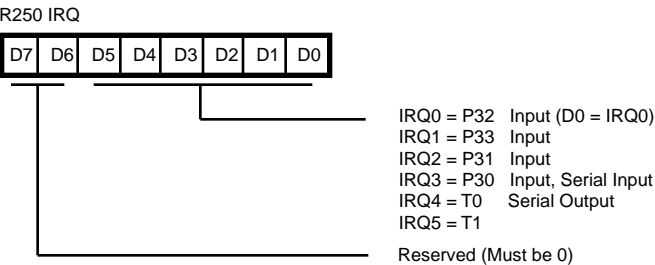 R250 IRQ
D7 D6 D5 D4 D3 D2 D1 D0
IRQ0 = P32 Input (D0 = IRQ0)
IRQ1 = P33 Input
IRQ2 = P31 Input
IRQ3 = P30 Input, Serial Input
IRQ4 = T0 Serial Output
IRQ5 = T1
Reserved (Must be 0)